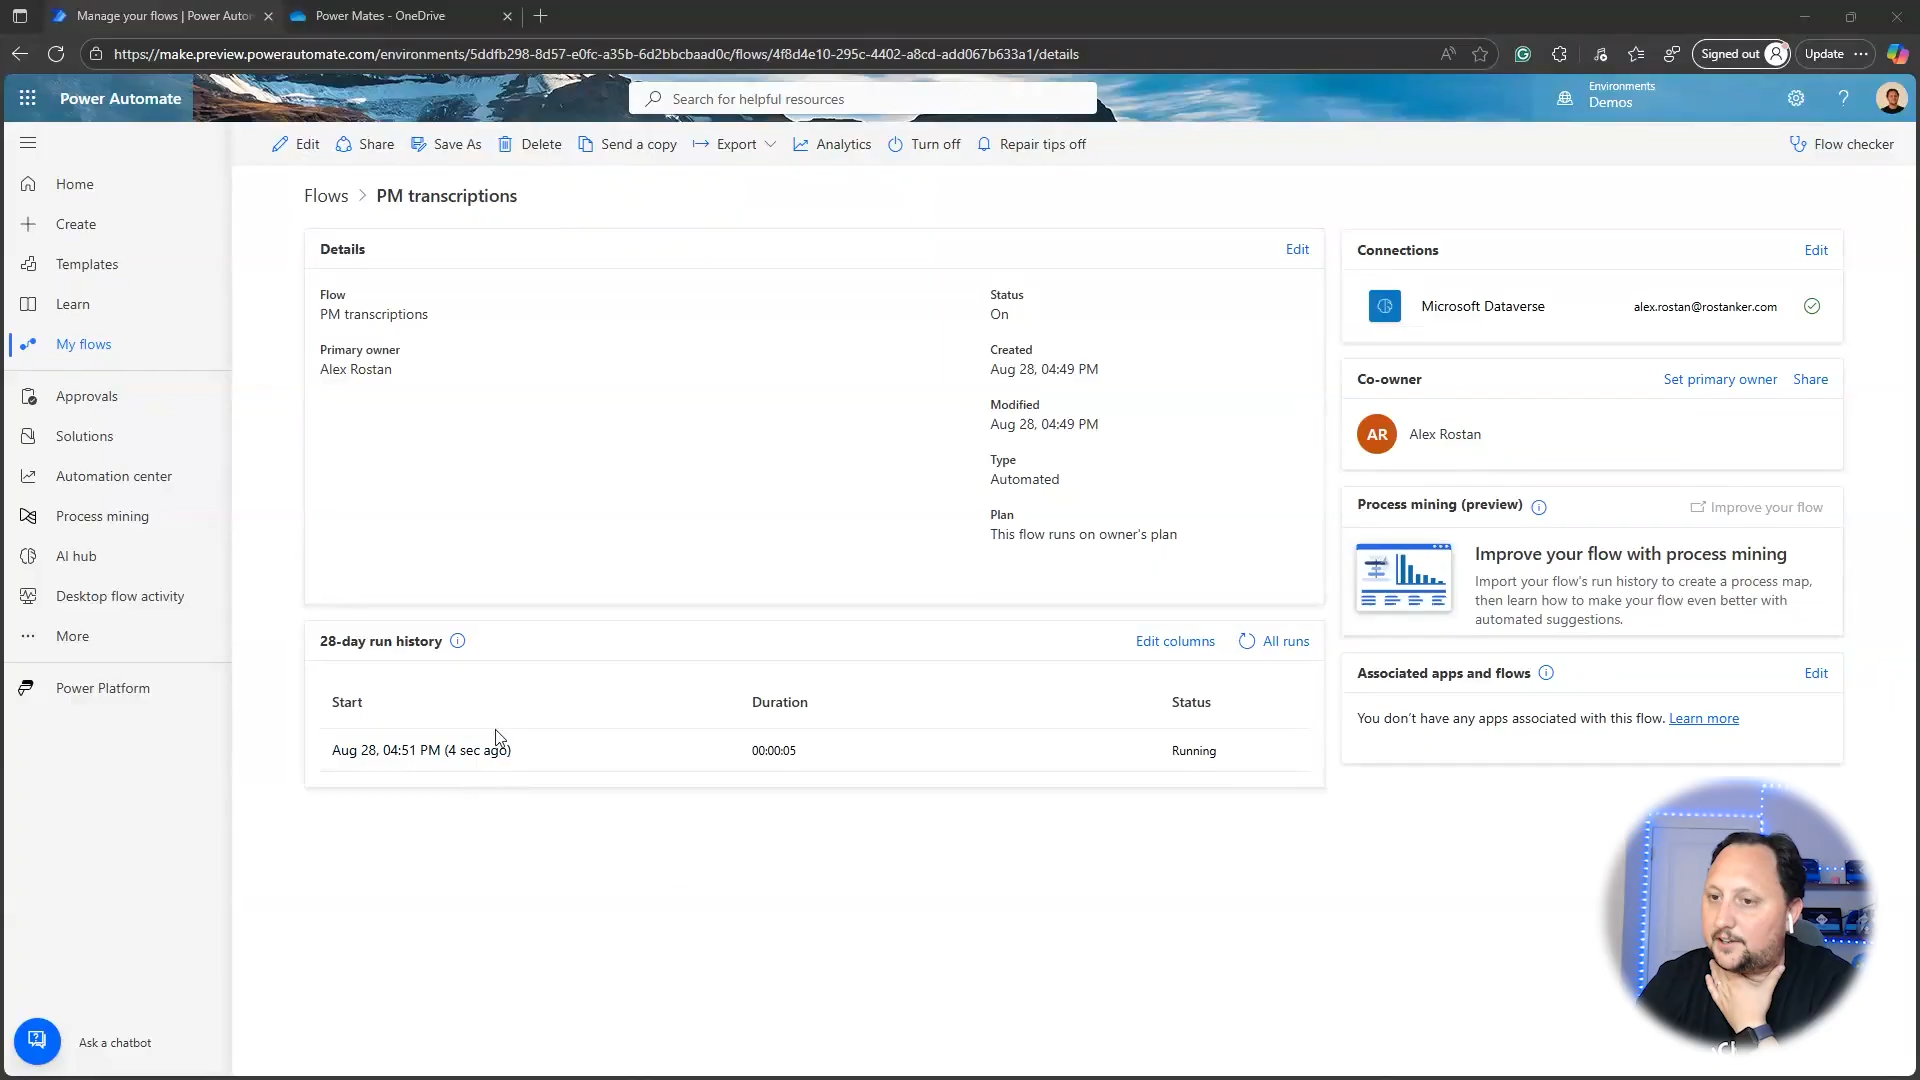 Manage your flows | Power Autom
Power Mates - OneDrive
https://make.preview.powerautomate.com/environments/5ddfb298-8d57-e0fc-a35b-6d2bbcbaad0c/flows/4f8d4e10-295c-4402-a8cd-add067b633a1/details
Signed out
Update
Power Automate
Search for helpful resources
Environments
Demos
Edit
Share
Save As
Delete
Send a copy
Export
Analytics
Turn off
Repair tips off
Flow checker
Home
Create
Templates
Learn
My flows
Approvals
Solutions
Automation center
Process mining
AI hub
Desktop flow activity
More
Power Platform
Ask a chatbot
Flows > PM transcriptions
Details
Edit
Flow
PM transcriptions
Primary owner
Alex Rostan
Status
On
Created
Aug 28, 04:49 PM
Modified
Aug 28, 04:49 PM
Type
Automated
Plan
This flow runs on owner's plan
28-day run history
Edit columns
All runs
Start
Duration
Status
Aug 28, 04:51 PM (4 sec ago)
00:00:05
Running
Connections
Edit
Microsoft Dataverse
alex.rostan@rostanker.com
Co-owner
Set primary owner
Share
AR
Alex Rostan
Process mining (preview)
Improve your flow
Improve your flow with process mining
Import your flow's run history to create a process map,
then learn how to make your flow even better with
automated suggestions.
Associated apps and flows
Edit
You don't have any apps associated with this flow. Learn more